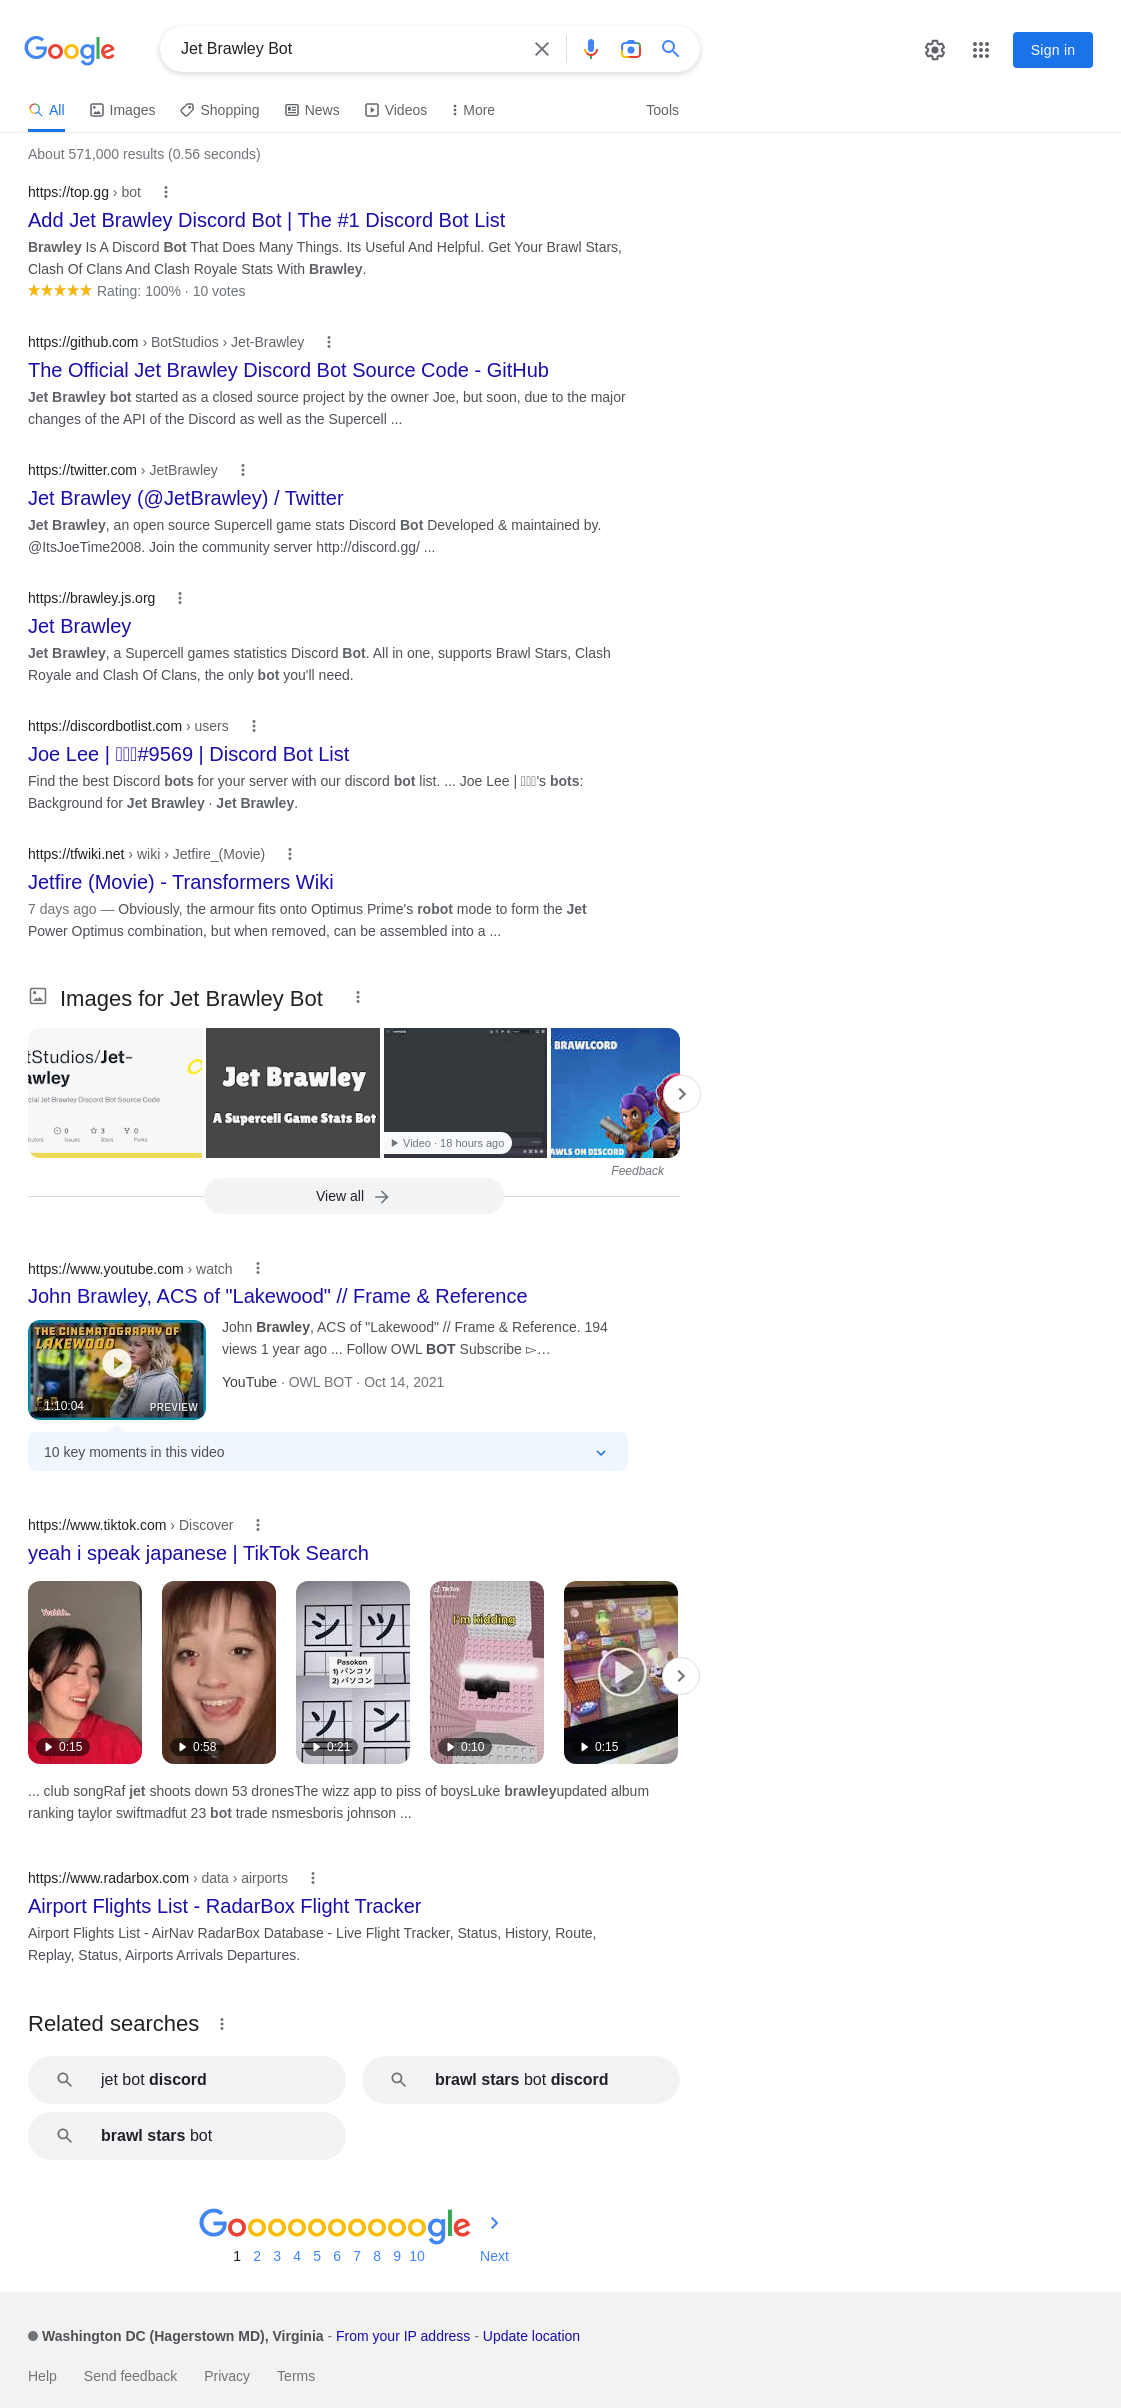 Google
Jet Brawley Bot
Sign in
All
Images
Shopping
News
Videos
More
Tools
About 571,000 results (0.56 seconds)
https://top.gg › bot
Add Jet Brawley Discord Bot | The #1 Discord Bot List
Brawley Is A Discord Bot That Does Many Things. Its Useful And Helpful. Get Your Brawl Stars,
Clash Of Clans And Clash Royale Stats With Brawley.
Rating: 100% · 10 votes
https://github.com › BotStudios › Jet-Brawley
The Official Jet Brawley Discord Bot Source Code - GitHub
Jet Brawley bot started as a closed source project by the owner Joe, but soon, due to the major
changes of the API of the Discord as well as the Supercell ...
https://twitter.com › JetBrawley
Jet Brawley (@JetBrawley) / Twitter
Jet Brawley, an open source Supercell game stats Discord Bot Developed & maintained by.
@ItsJoeTime2008. Join the community server http://discord.gg/ ...
https://brawley.js.org
Jet Brawley
Jet Brawley, a Supercell games statistics Discord Bot. All in one, supports Brawl Stars, Clash
Royale and Clash Of Clans, the only bot you'll need.
https://discordbotlist.com › users
Joe Lee | #9569 | Discord Bot List
Find the best Discord bots for your server with our discord bot list. ... Joe Lee | 's bots:
Background for Jet Brawley · Jet Brawley.
https://tfwiki.net › wiki › Jetfire_(Movie)
Jetfire (Movie) - Transformers Wiki
7 days ago — Obviously, the armour fits onto Optimus Prime's robot mode to form the Jet
Power Optimus combination, but when removed, can be assembled into a ...
Images for Jet Brawley Bot
tStudios/Jet-
awley
cial Jet Brawley Discord Bot Source Code
0 3 0
Issues Stars Forks
Jet Brawley
A Supercell Game Stats Bot
Video · 18 hours ago
BRAWLCORD
AWLS ON DISCORD
Feedback
View all
https://www.youtube.com › watch
John Brawley, ACS of "Lakewood" // Frame & Reference
THE CINEMATOGRAPHY OF
LAKEWOOD
1:10:04
PREVIEW
John Brawley, ACS of "Lakewood" // Frame & Reference. 194
views 1 year ago ... Follow OWL BOT Subscribe ▻…
YouTube · OWL BOT · Oct 14, 2021
10 key moments in this video
https://www.tiktok.com › Discover
yeah i speak japanese | TikTok Search
Yeahhh..
0:15
0:58
シ ツ
Pasokon
1) パンコソ
2) パソコン
ソ ン
0:21
TikTok
I'm kidding
0:10
0:15
... club songRaf jet shoots down 53 dronesThe wizz app to piss of boysLuke brawleyupdated album
ranking taylor swiftmadfut 23 bot trade nsmesboris johnson ...
https://www.radarbox.com › data › airports
Airport Flights List - RadarBox Flight Tracker
Airport Flights List - AirNav RadarBox Database - Live Flight Tracker, Status, History, Route,
Replay, Status, Airports Arrivals Departures.
Related searches
jet bot discord
brawl stars bot discord
brawl stars bot
Goooooooooogle
1 2 3 4 5 6 7 8 9 10 Next
Washington DC (Hagerstown MD), Virginia - From your IP address - Update location
Help Send feedback Privacy Terms